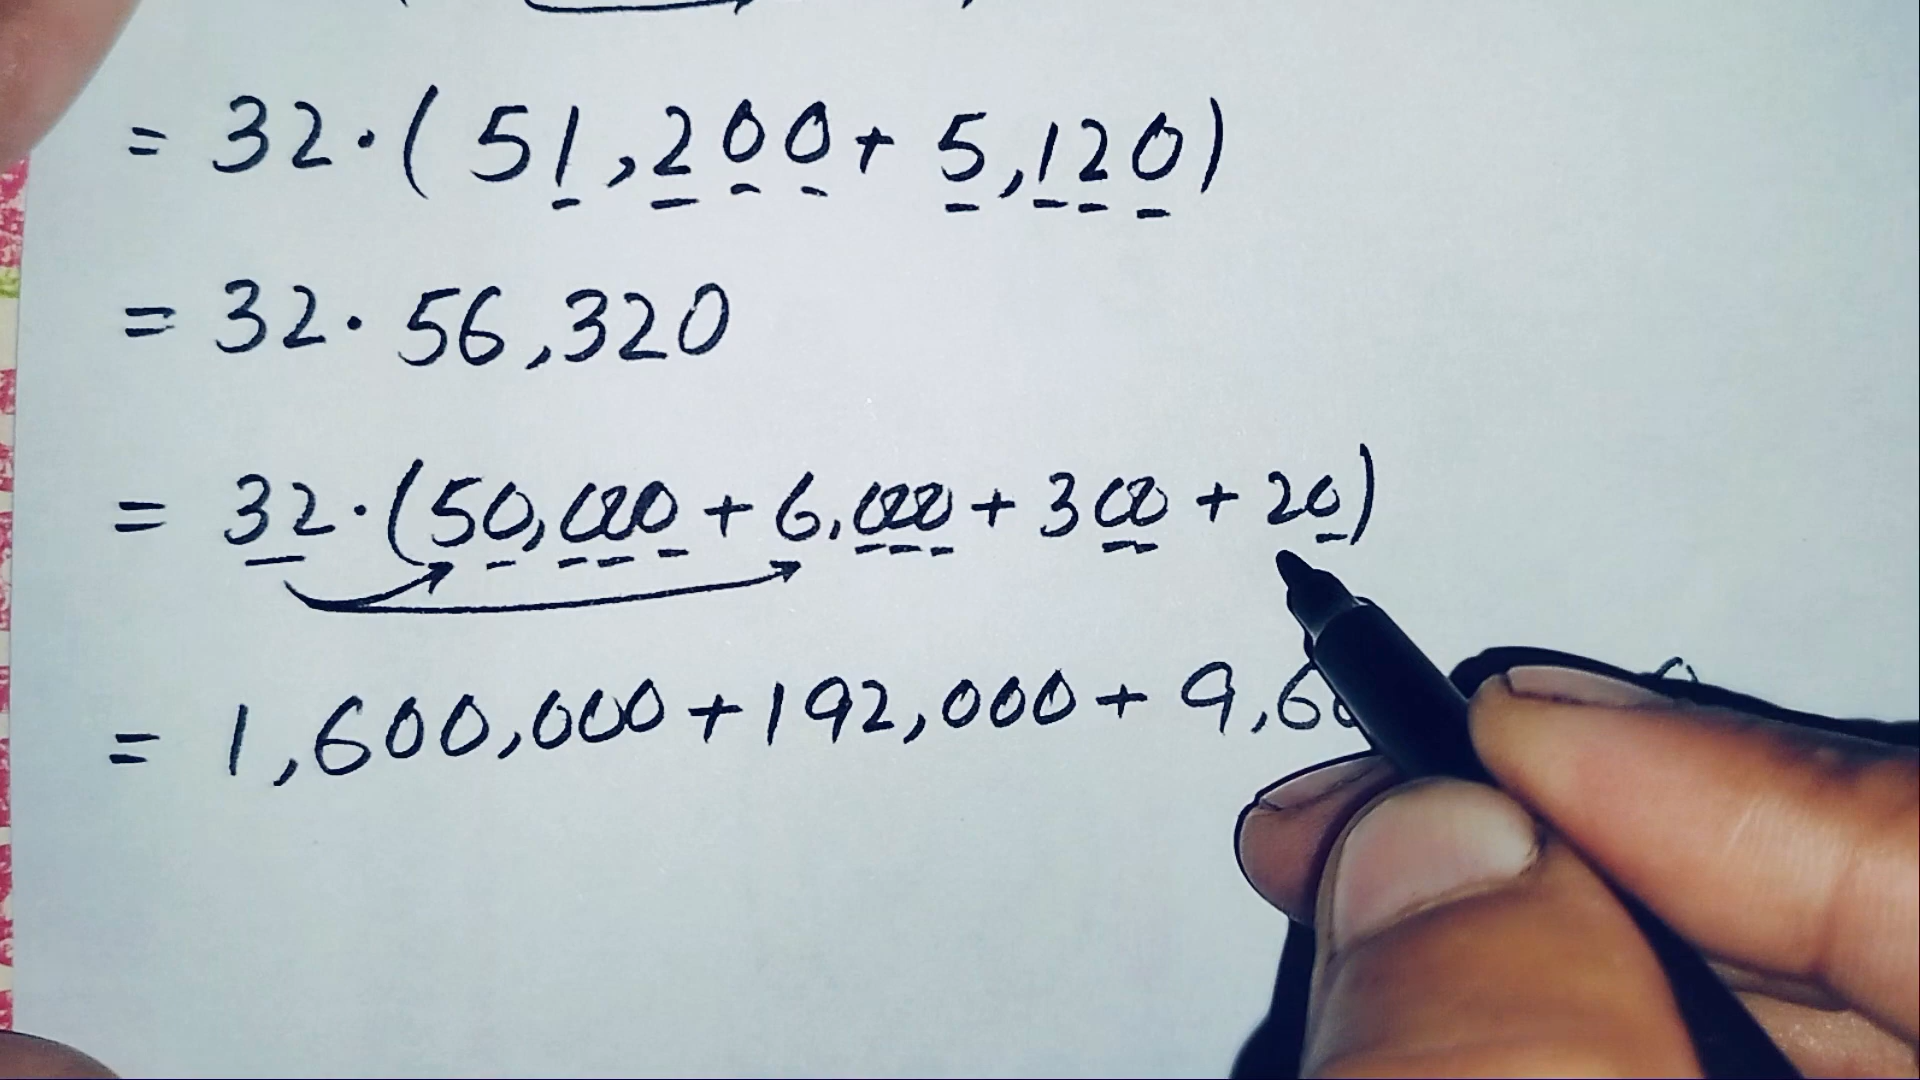 = 32·(51,200 + 5,120)
= 32·56,320
= 32·(50,000 + 6,000 + 300 + 20)
= 1,600,000 + 192,000 + 9,60